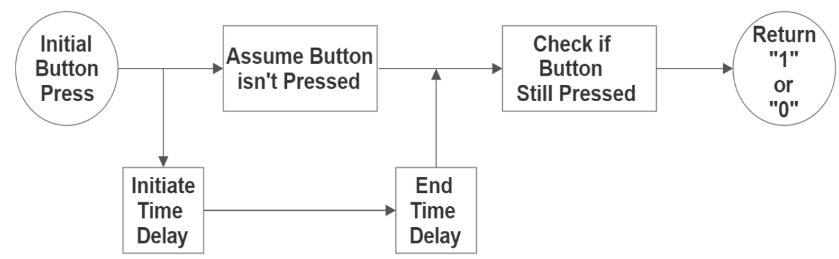 Initial
Button
Press
Assume Button
isn't Pressed
Check if
Button
Still Pressed
Return
"1"
or
"0"
Initiate
Time
Delay
End
Time
Delay